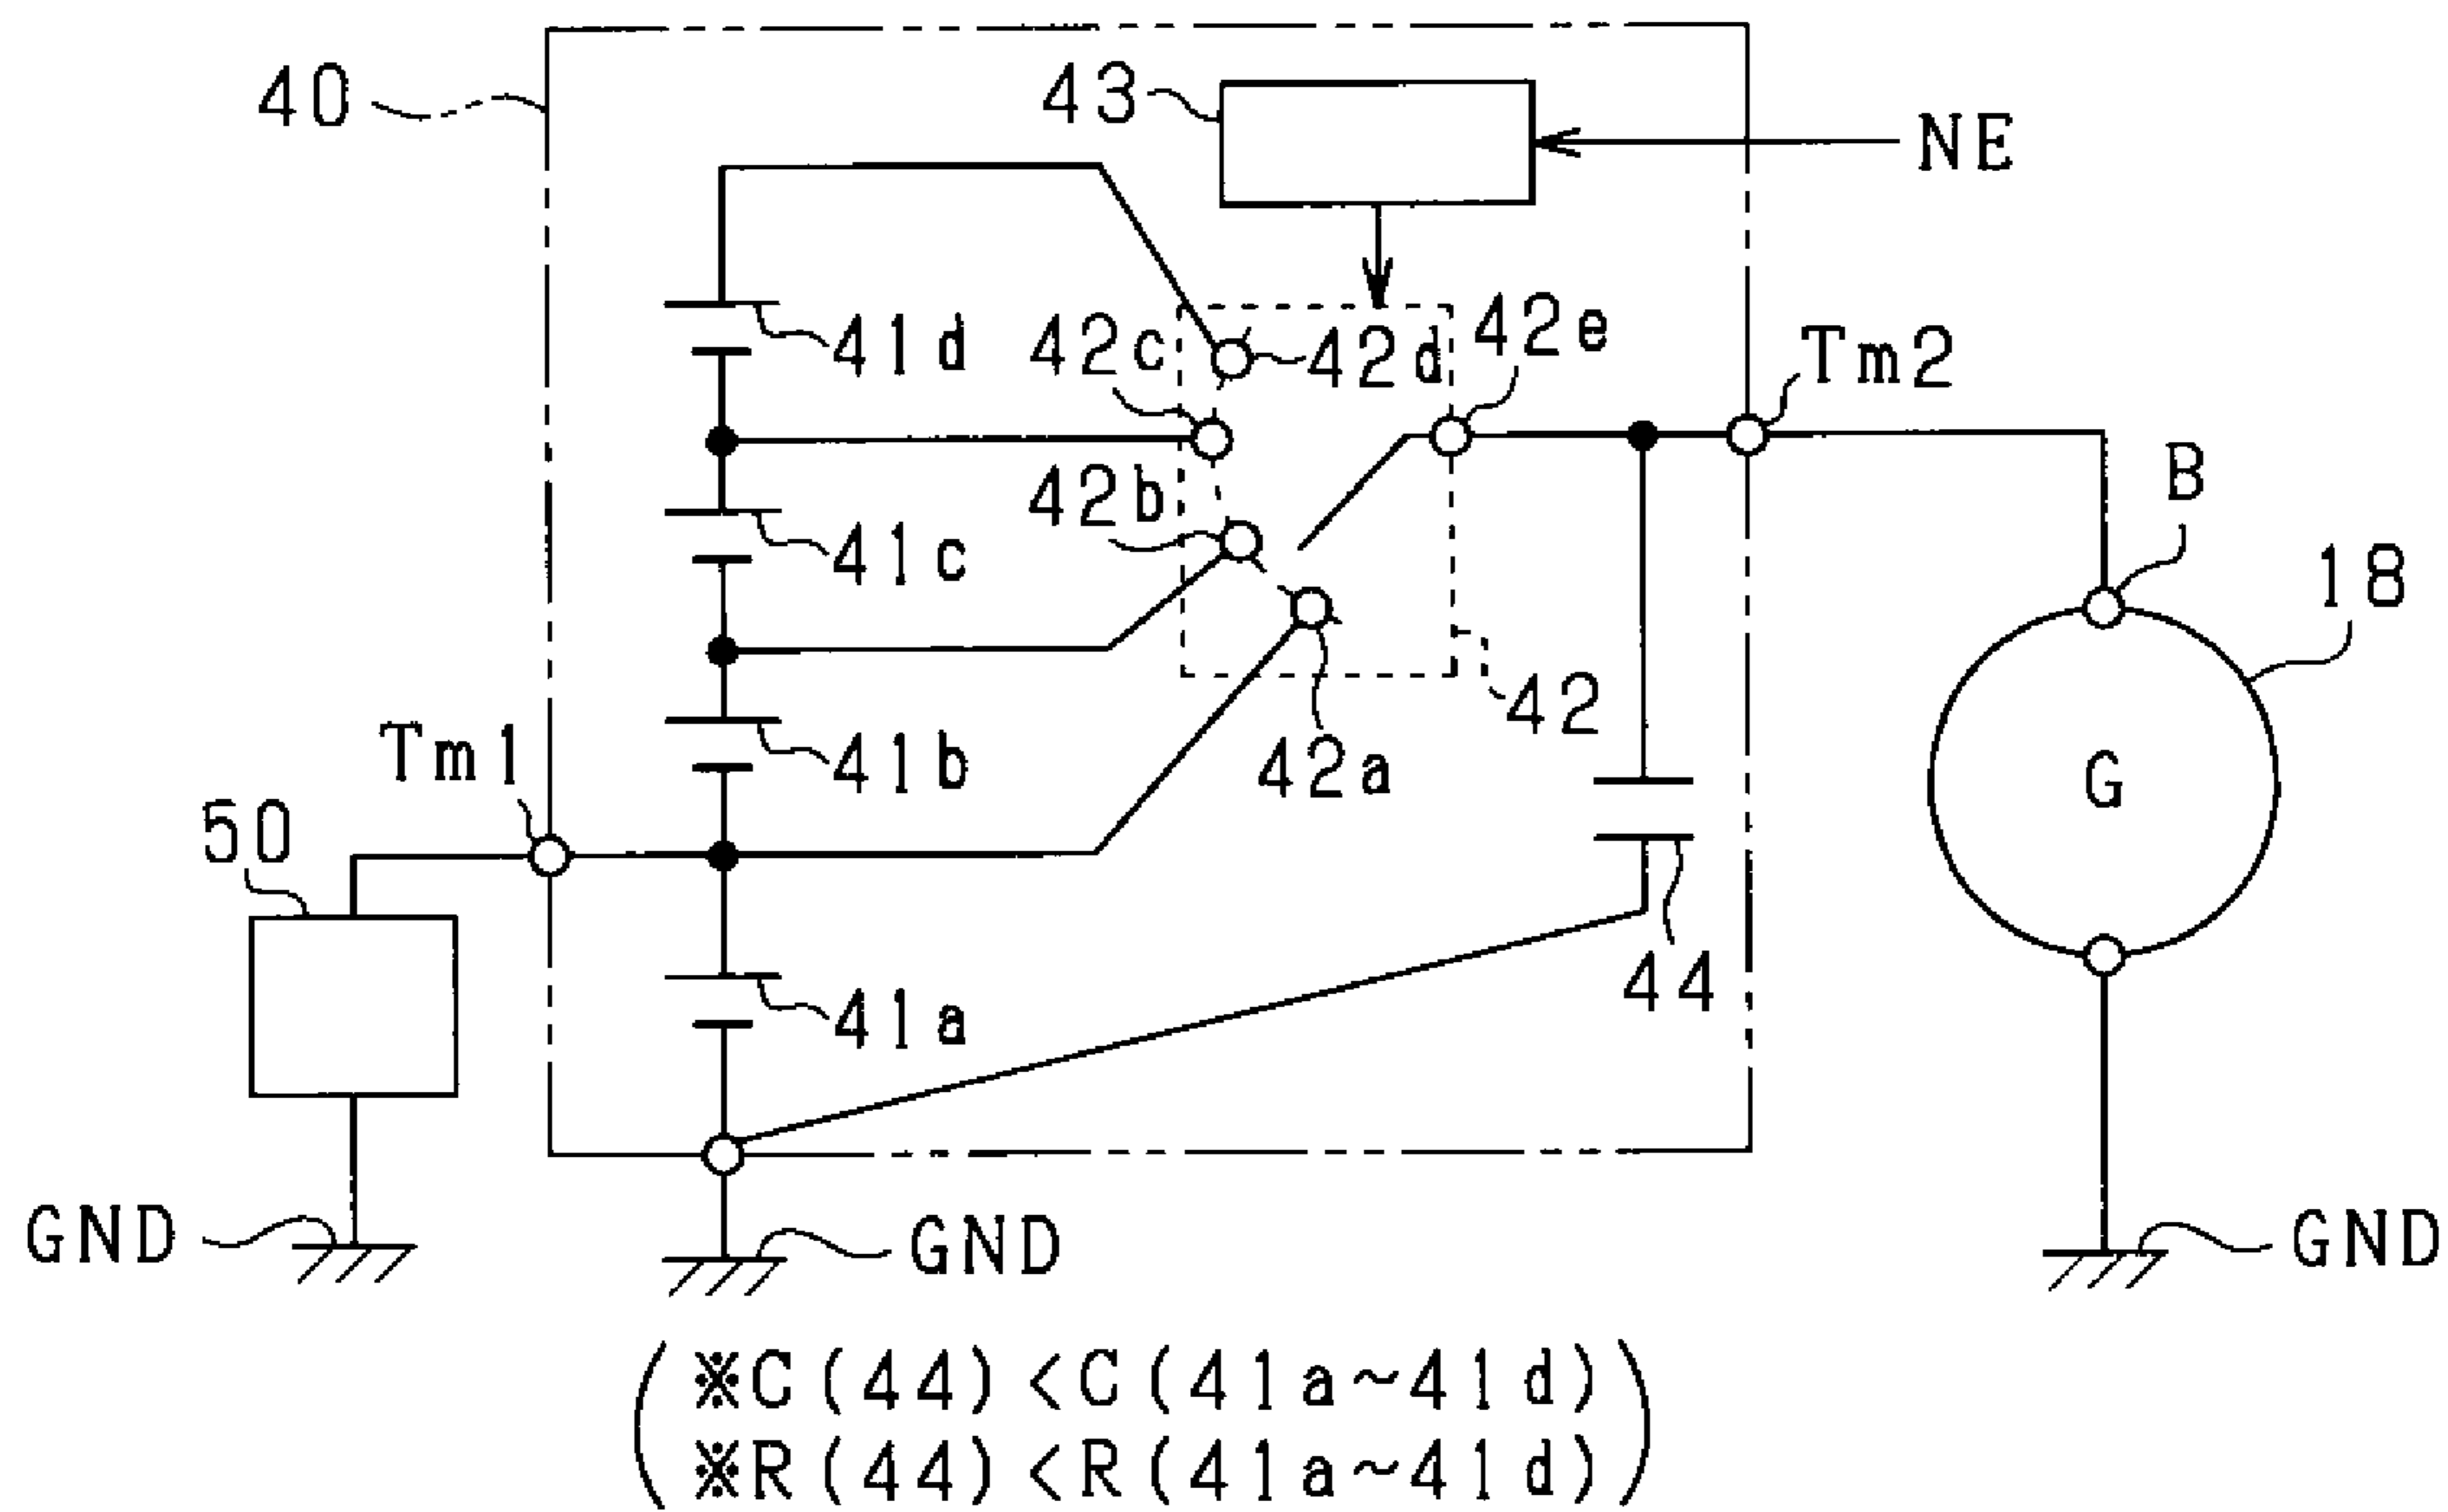 40
43
NE
41d
42c
42d
42e
Tm2
42b
B
41c
18
42
Tm1
41b
42a
G
50
44
41a
GND
GND
GND
※C(44)<C(41a~41d)
※R(44)<R(41a~41d)